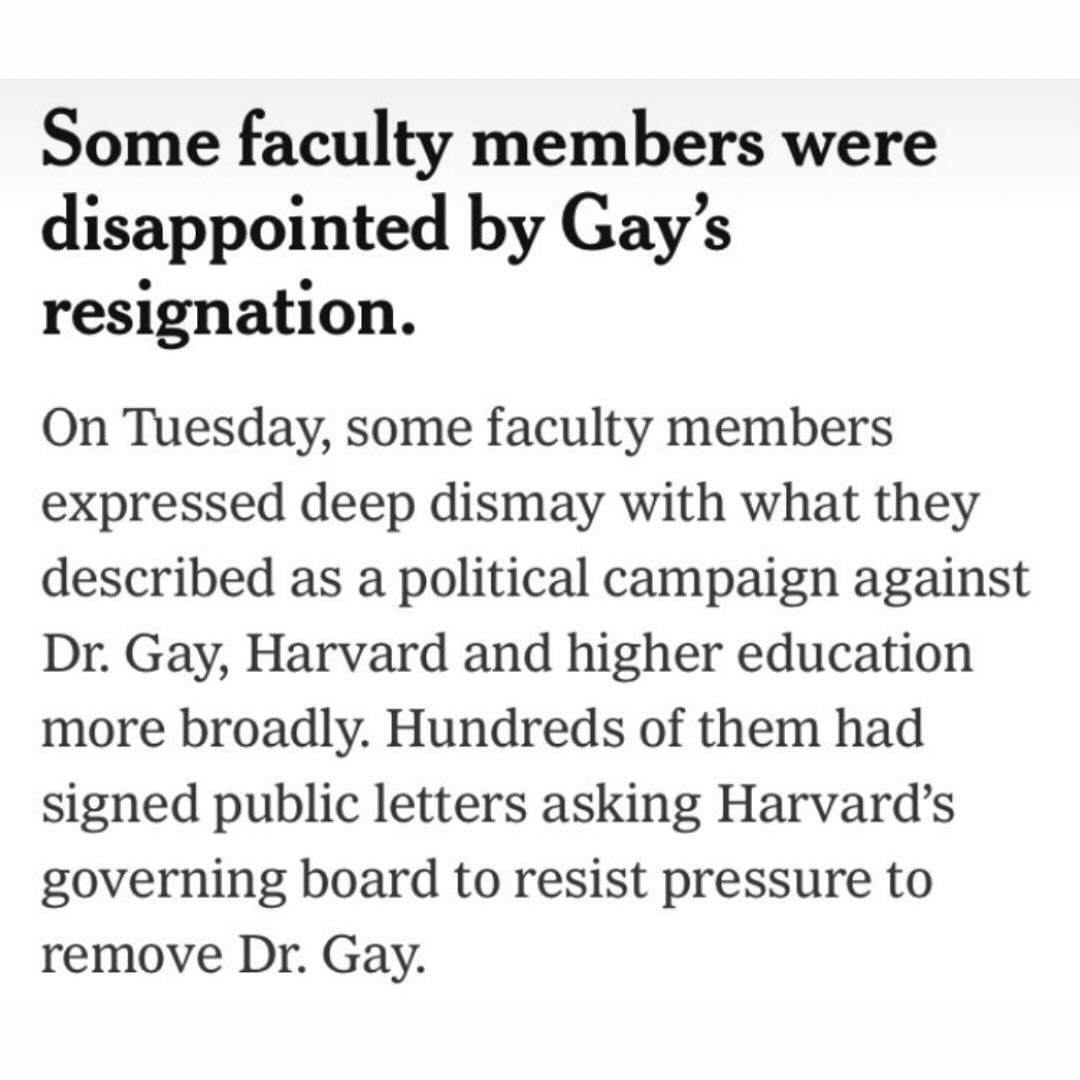 Some faculty members were
disappointed by Gay’s
resignation.
On Tuesday, some faculty members
expressed deep dismay with what they
described as a political campaign against
Dr. Gay, Harvard and higher education
more broadly. Hundreds of them had
signed public letters asking Harvard’s
governing board to resist pressure to
remove Dr. Gay.